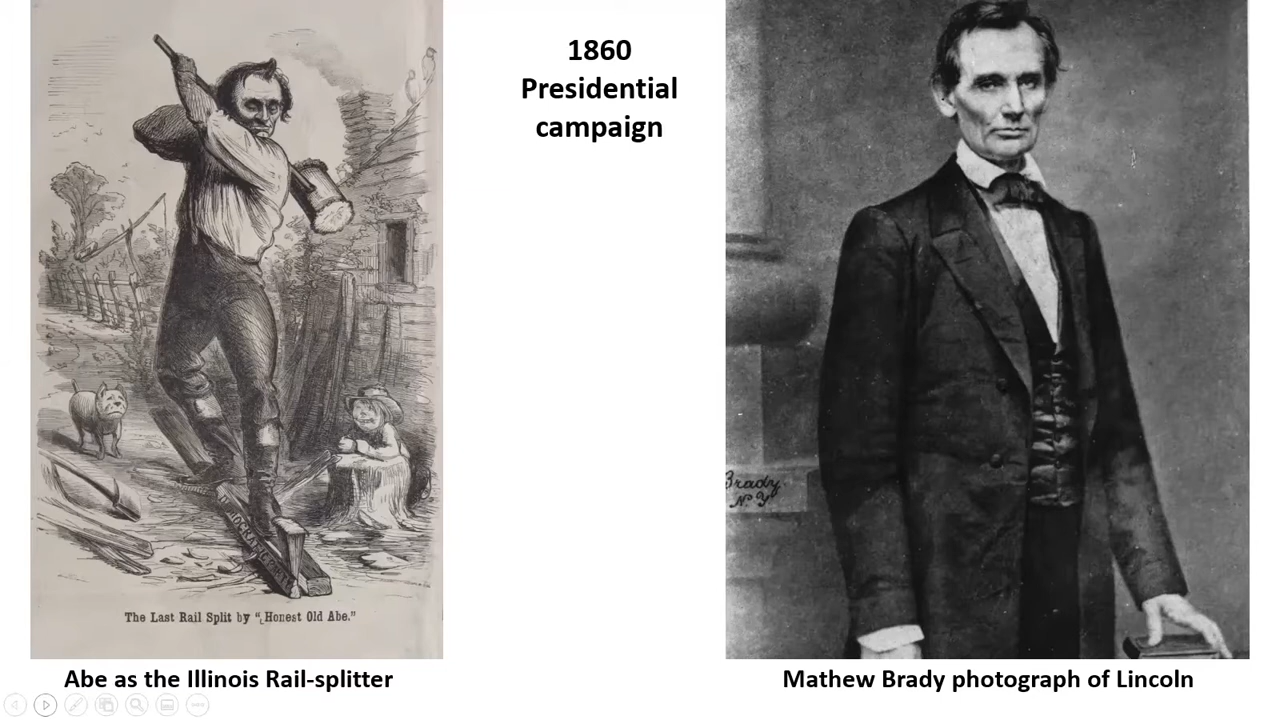 1860
Presidential
campaign
Brady
N.Y.
The Last Rail Split by "Honest Old Abe."
Abe as the Illinois Rail-splitter
Mathew Brady photograph of Lincoln